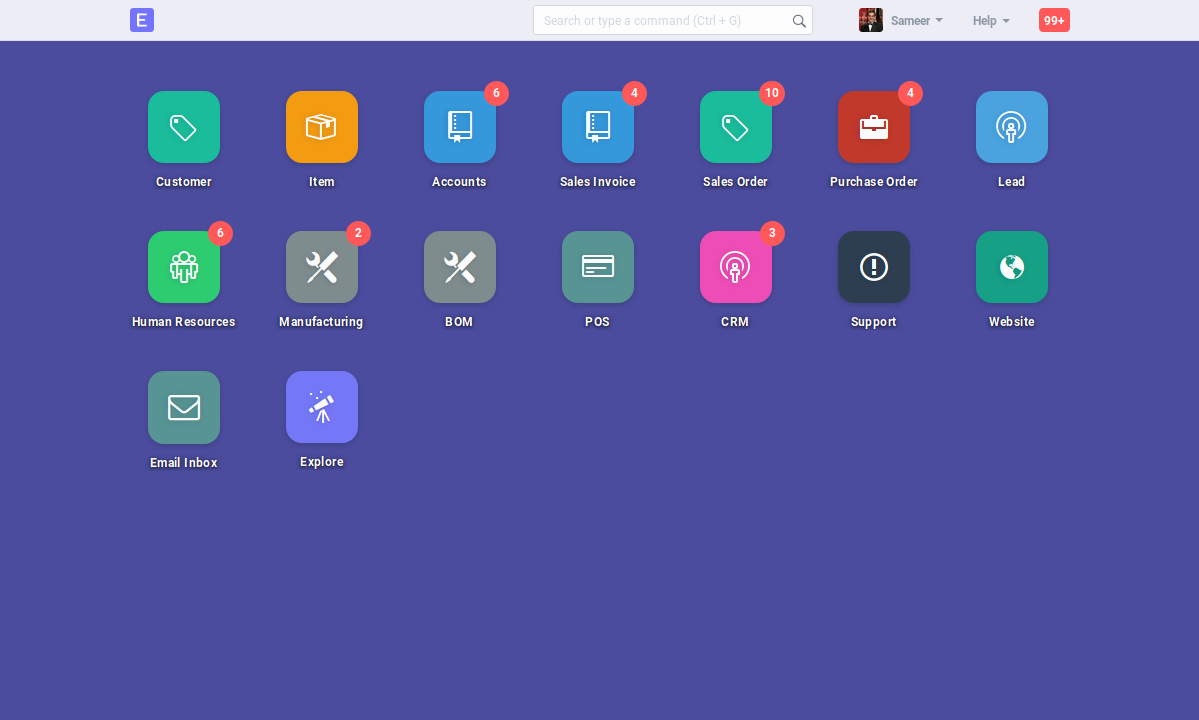 E
Search or type a command (Ctrl + G)
Sameer
Help
99+
6
4
10
4
Customer
Item
Accounts
Sales Invoice
Sales Order
Purchase Order
Lead
6
2
3
Human Resources
Manufacturing
BOM
POS
CRM
Support
Website
Email Inbox
Explore